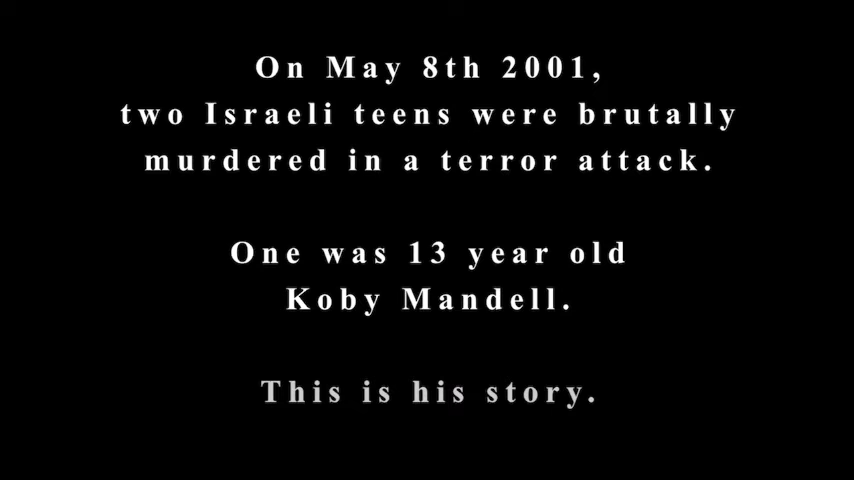 On May 8th 2001,
two Israeli teens were brutally
murdered in a terror attack.
One was 13 year old
Koby Mandell.
This is his story.